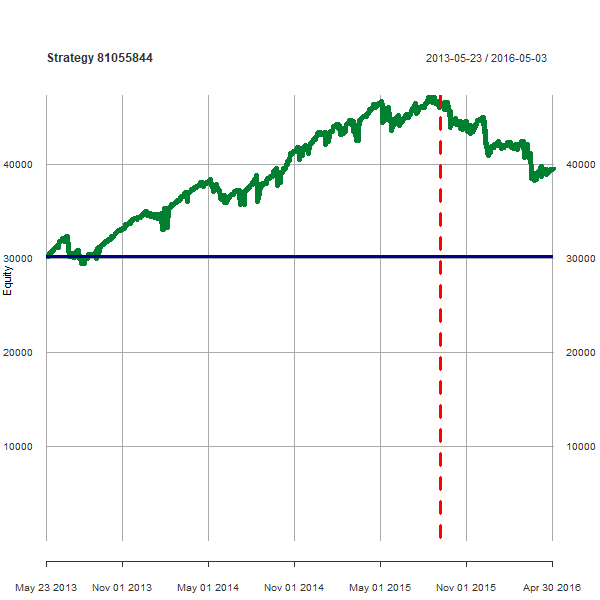 Strategy 81055844
2013-05-23 / 2016-05-03
40000
40000
30000
30000
Equity
20000
20000
10000
10000
May 23 2013
Nov 01 2013
May 01 2014
Nov 01 2014
May 01 2015
Nov 01 2015
Apr 30 2016